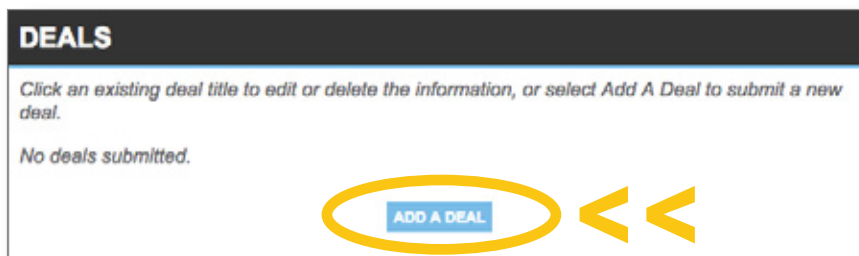 DEALS
Click an existing deal title to edit or delete the information, or select Add A Deal to submit a new
deal.
No deals submitted.
ADD A DEAL <<